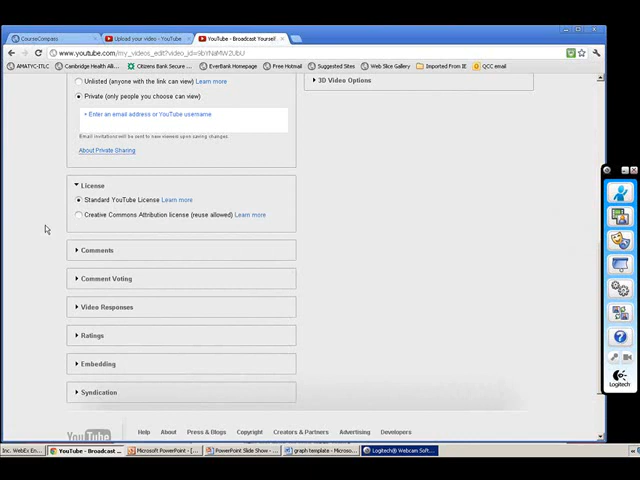 CourseCompass
Upload your video - YouTube
YouTube - Broadcast Yourself
www.youtube.com/my_videos_edit?video_id=9bYNaMWZUbU
AMATYC-ITLC
Cambridge Health Alli...
Citizens Bank Secure ...
EverBank Homepage
Free Hotmail
Suggested Sites
Web Slice Gallery
Imported From IE
QCC email
Unlisted (anyone with the link can view) Learn more
3D Video Options
Private (only people you choose can view)
+ Enter an email address or YouTube username
Email invitations will be sent to new viewers upon saving changes.
About Private Sharing
License
Standard YouTube License Learn more
Creative Commons Attribution license (reuse allowed) Learn more
Comments
Comment Voting
Video Responses
Ratings
Embedding
Syndication
Logitech
YouTube
Help About Press & Blogs Copyright Creators & Partners Advertising Developers
Inc. WebEx En...
YouTube - Broadcast ...
Microsoft PowerPoint - [...
PowerPoint Slide Show - ...
graph template - Microso...
Logitech® Webcam Soft...